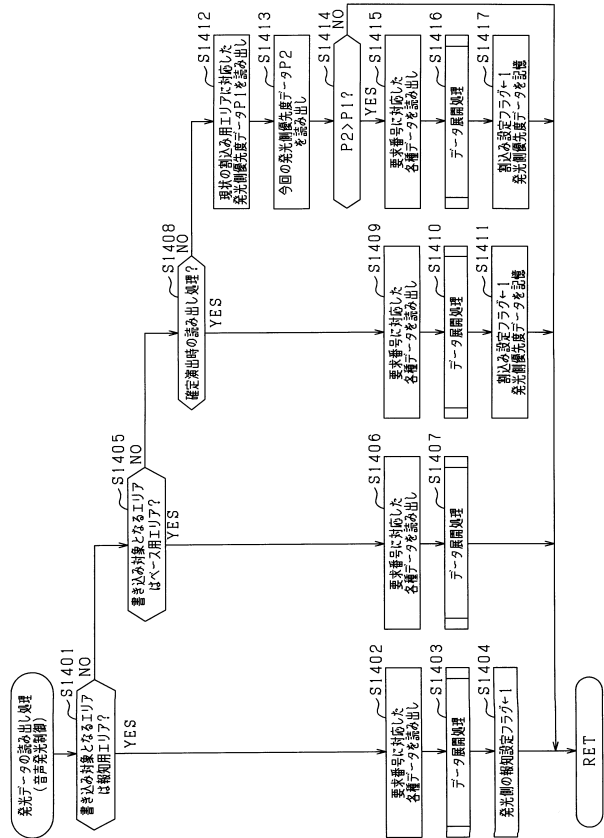 発光データの読み出し処理
(音声発光制御)
S1401
書き込み対象となるエリア
は報知用エリア?
NO
YES
S1402
要求番号に対応した
各種データを読み出し
S1403
データ展開処理
S1404
発光側の報知設定フラグ←1
RET
S1405
書き込み対象となるエリア
はベース用エリア?
NO
YES
S1406
要求番号に対応した
各種データを読み出し
S1407
データ展開処理
S1408
確定演出時の読み出し処理?
NO
YES
S1409
要求番号に対応した
各種データを読み出し
S1410
データ展開処理
S1411
割込み設定フラグ←1
発光側優先度データを記憶
S1412
現状の割込み用エリアに対応した
発光側優先度データP1を読み出し
S1413
今回の発光側優先度データP2
を読み出し
S1414
P2>P1?
NO
YES
S1415
要求番号に対応した
各種データを読み出し
S1416
データ展開処理
S1417
割込み設定フラグ←1
発光側優先度データを記憶